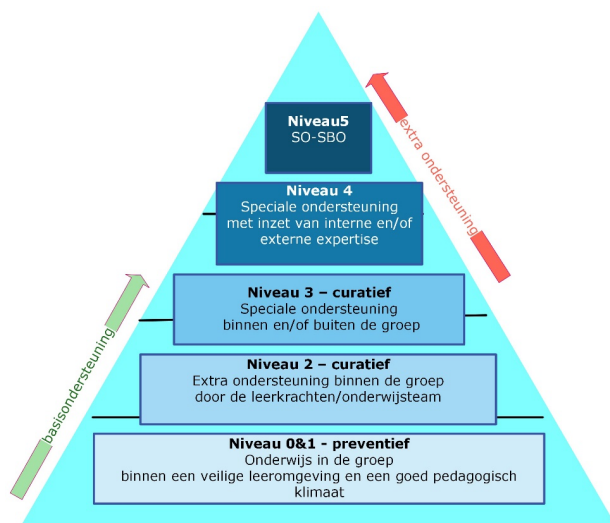 Niveau5
SO-SBO
extra ondersteuning
Niveau 4
Speciale ondersteuning
met inzet van interne en/of
externe expertise
Niveau 3 – curatief
Speciale ondersteuning
binnen en/of buiten de groep
basisondersteuning
Niveau 2 – curatief
Extra ondersteuning binnen de groep
door de leerkrachten/onderwijsteam
Niveau 0&1 - preventief
Onderwijs in de groep
binnen een veilige leeromgeving en een goed pedagogisch
klimaat